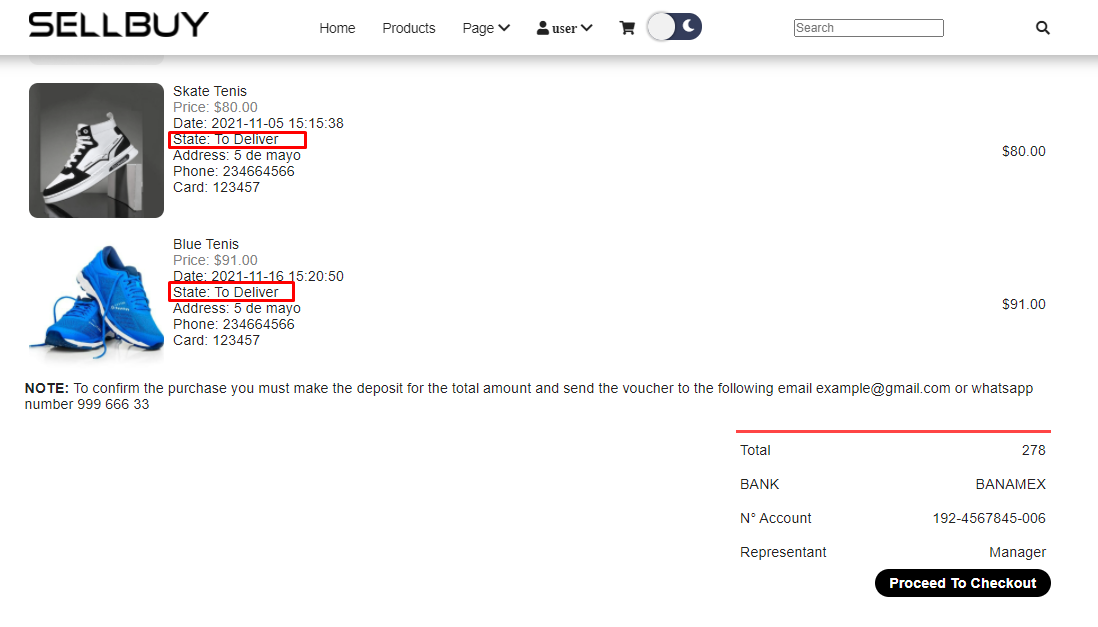 SELLBUY
Home Products Page user Search
Skate Tenis
Price: $80.00
Date: 2021-11-05 15:15:38
State: To Deliver
Address: 5 de mayo
Phone: 234664566
Card: 123457
$80.00
Blue Tenis
Price: $91.00
Date: 2021-11-16 15:20:50
State: To Deliver
Address: 5 de mayo
Phone: 234664566
Card: 123457
$91.00
NOTE: To confirm the purchase you must make the deposit for the total amount and send the voucher to the following email example@gmail.com or whatsapp
number 999 666 33
Total 278
BANK BANAMEX
N° Account 192-4567845-006
Representant Manager
Proceed To Checkout